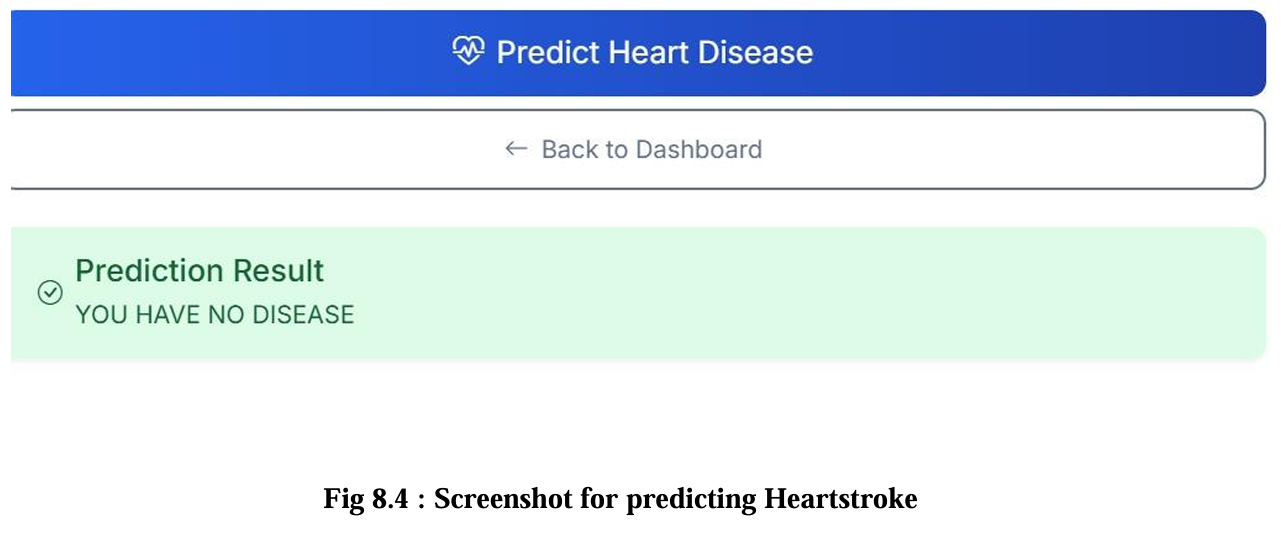 Predict Heart Disease
← Back to Dashboard
Prediction Result
YOU HAVE NO DISEASE
Fig 8.4 : Screenshot for predicting Heartstroke